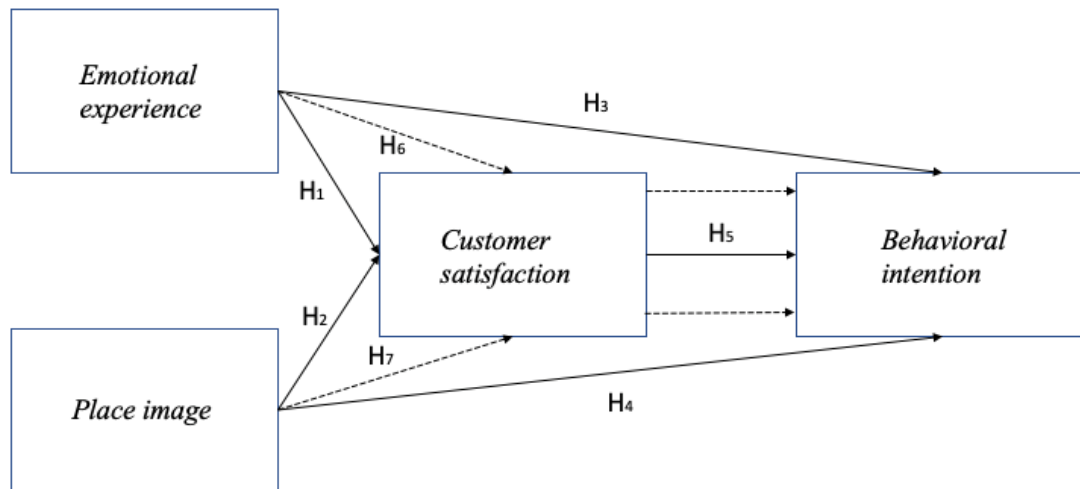 Emotional
experience
H3
H6
H1
Customer
satisfaction
H5
Behavioral
intention
H2
H7
Place image
H4